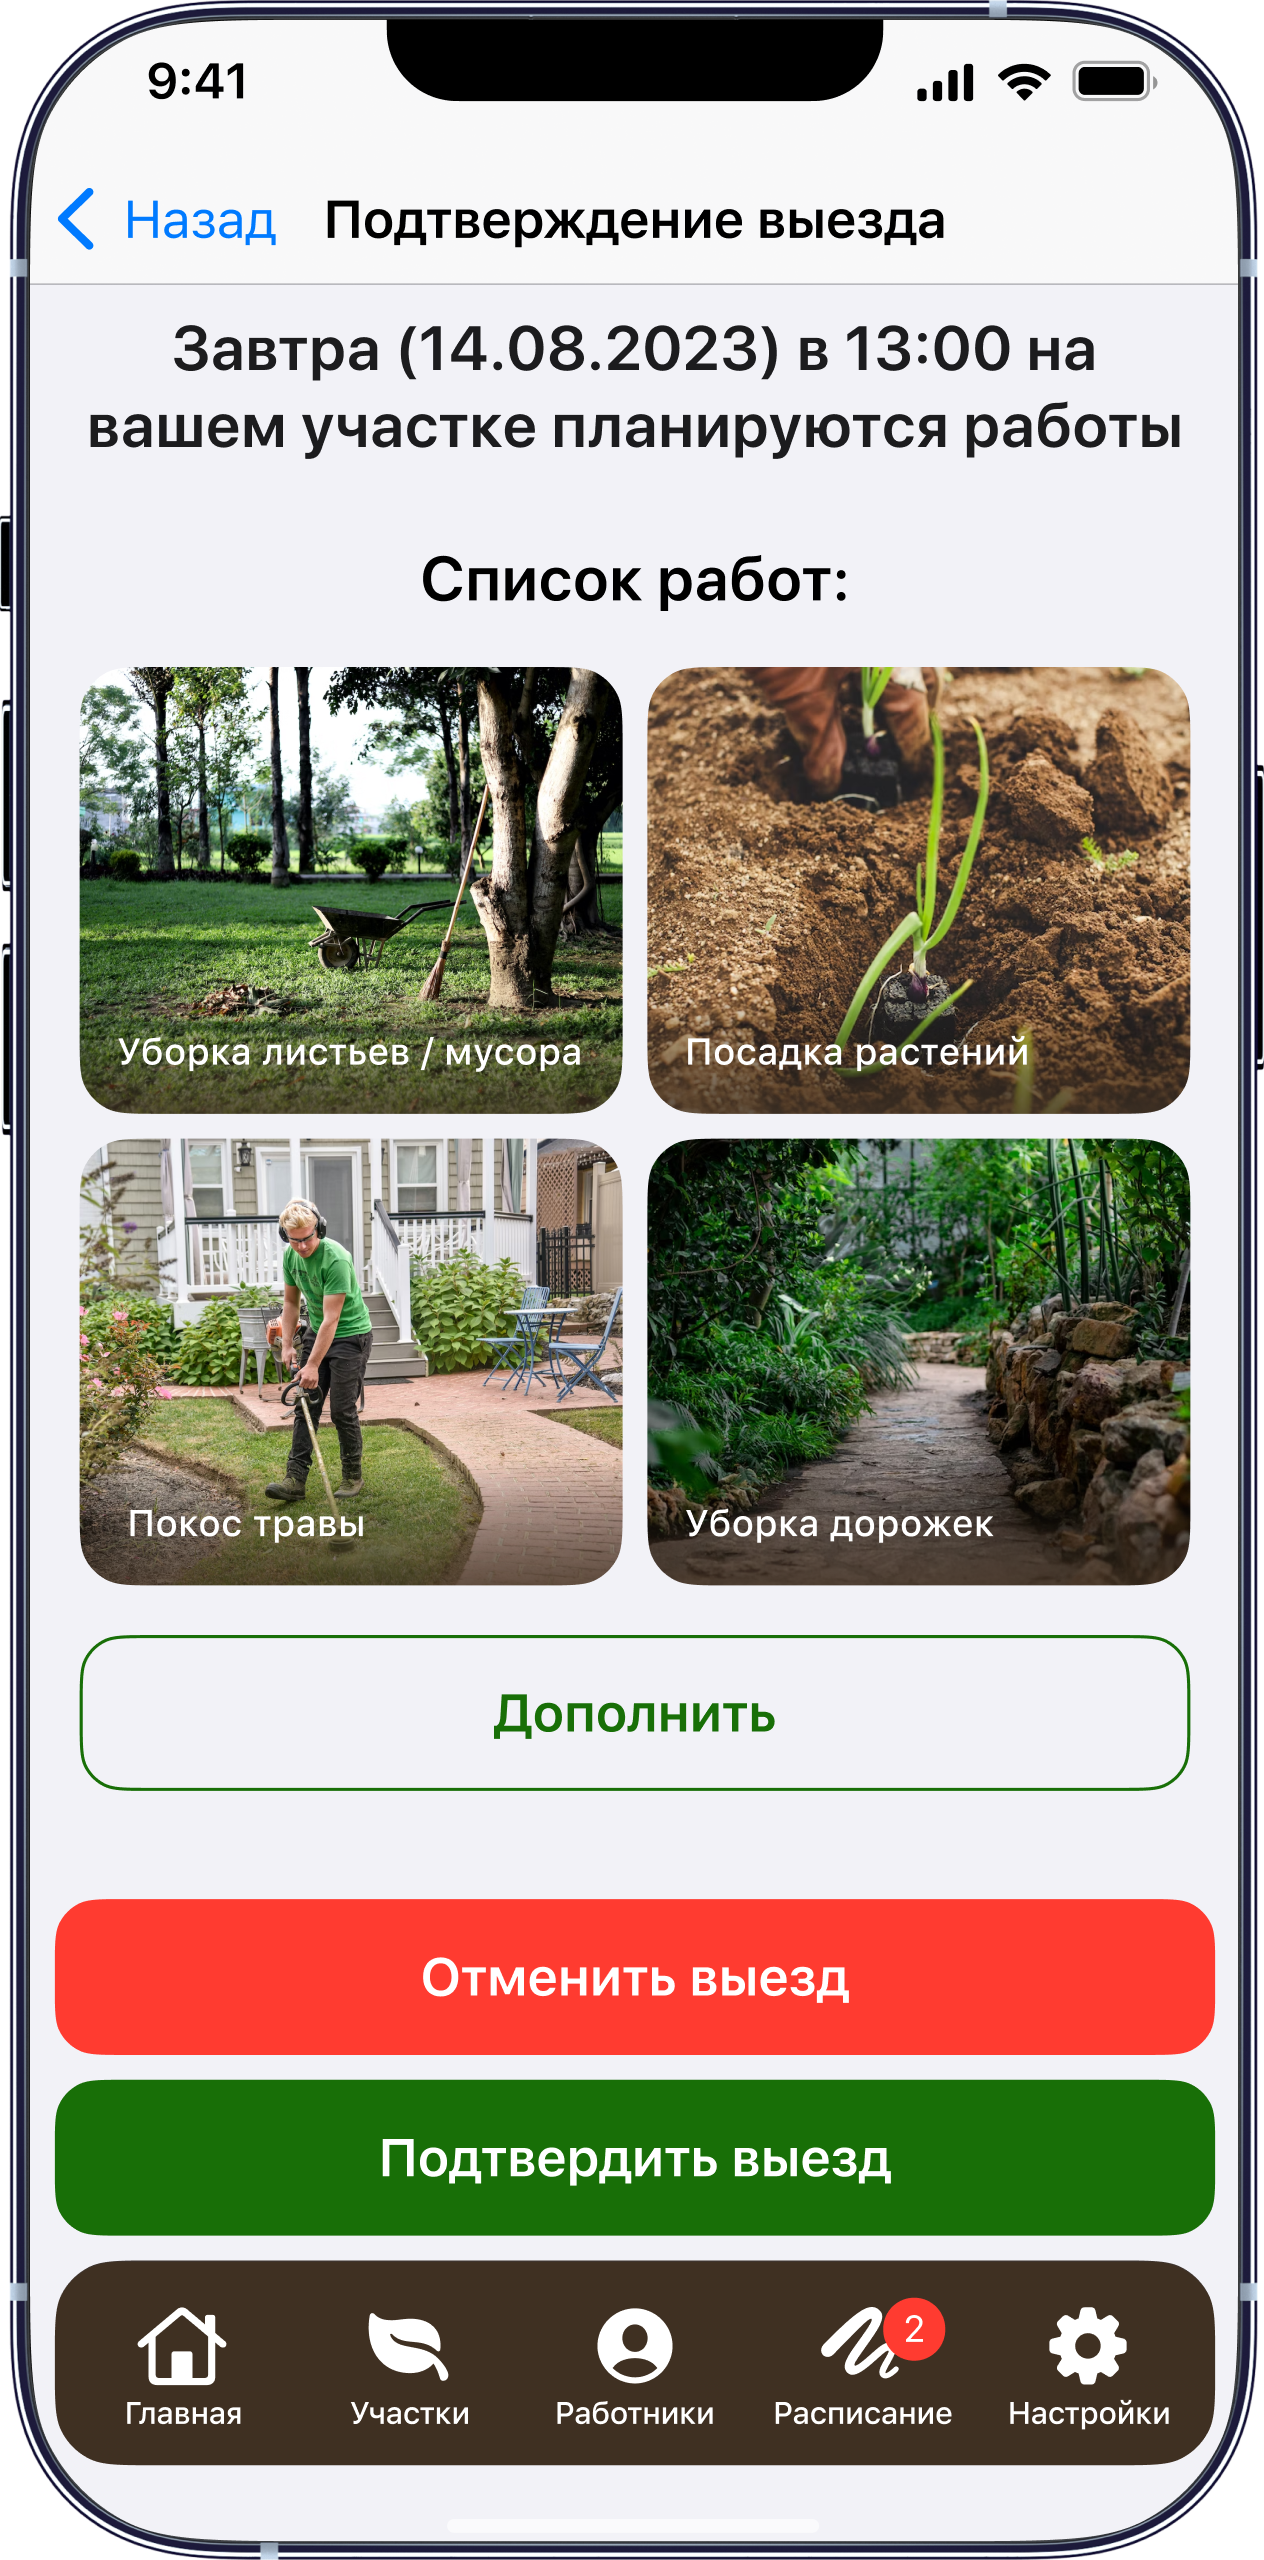 9:41
Назад Подтверждение выезда
Завтра (14.08.2023) в 13:00 на
вашем участке планируются работы
Список работ:
Уборка листьев / мусора
Посадка растений
Покос травы
Уборка дорожек
Дополнить
Отменить выезд
Подтвердить выезд
2
Главная Участки Работники Расписание Настройки